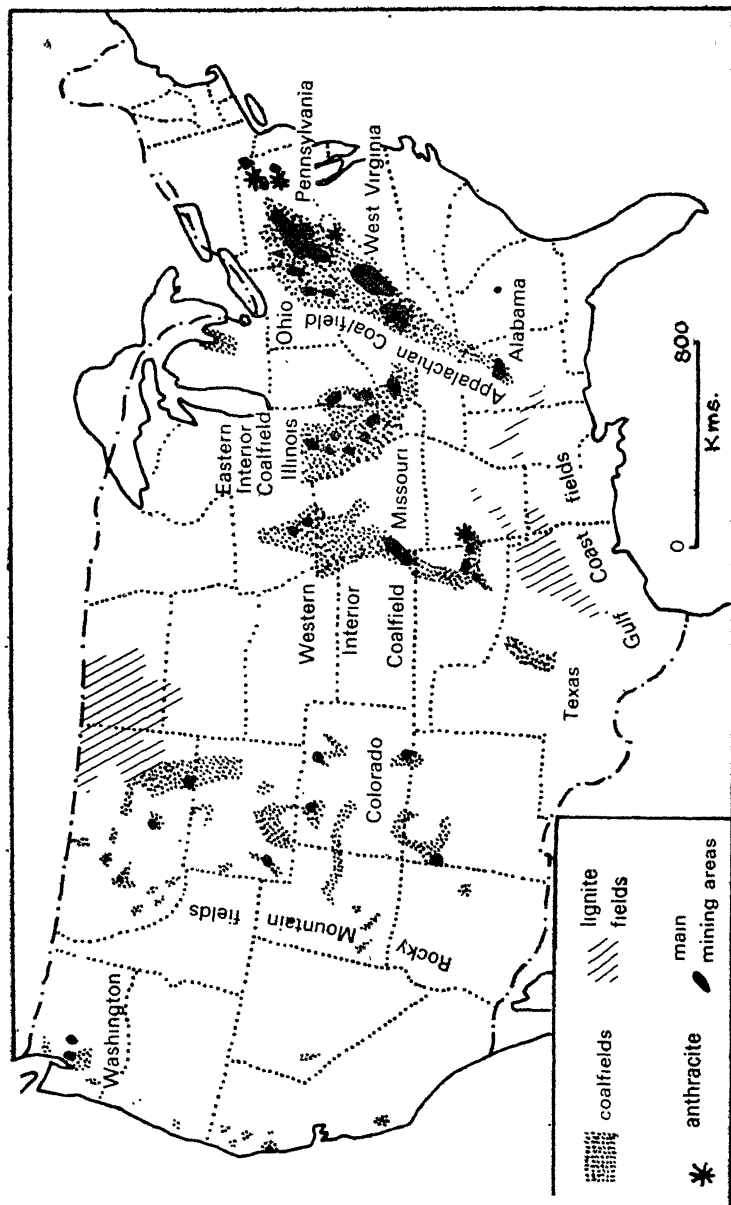 Washington
Rocky
Mountain
fields
Colorado
Western
Interior
Coalfield
Missouri
Eastern
Interior
Coalfield
Illinois
Ohio
Pennsylvania
West Virginia
Appalachian Coalfield
Alabama
Texas
Gulf Coast fields
0 800
Kms.
coalfields
lignite
fields
anthracite
main
mining areas